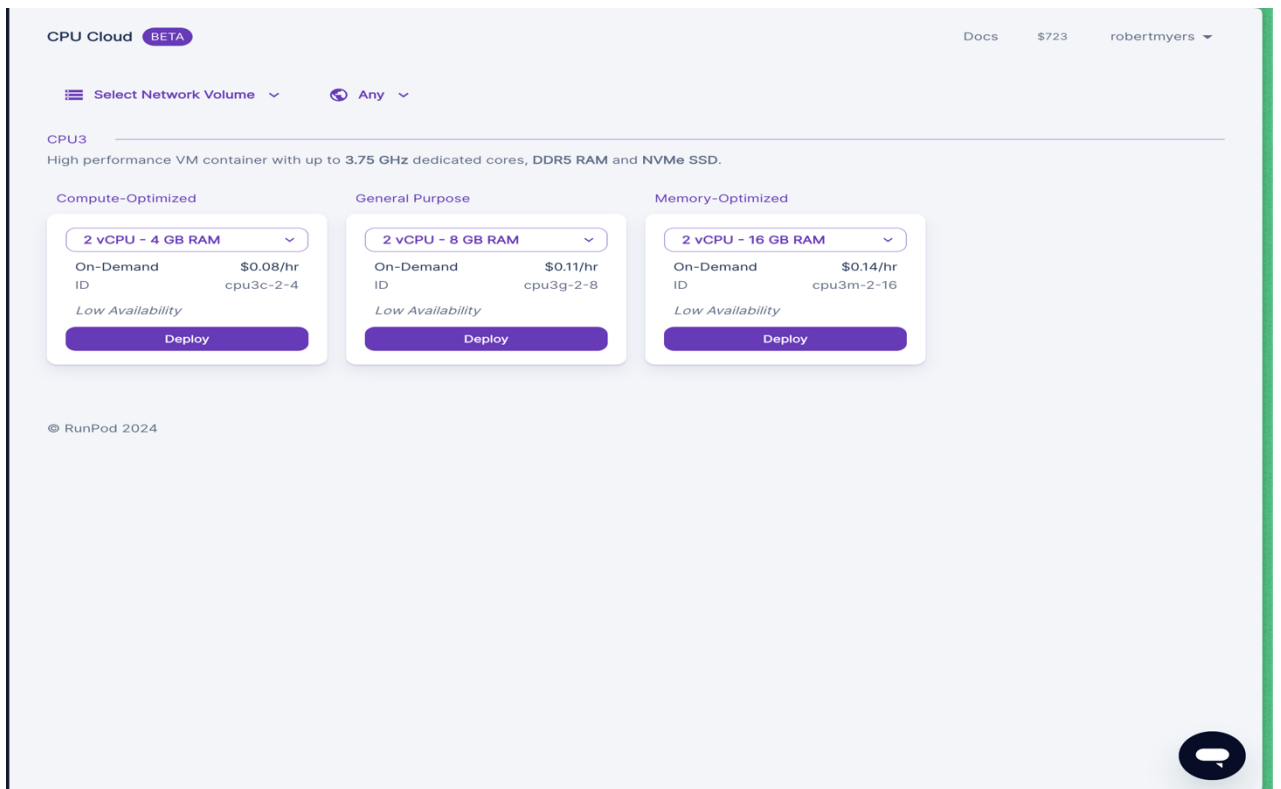 CPU Cloud BETA
Docs $723 robertmyers
Select Network Volume Any
CPU3
High performance VM container with up to 3.75 GHz dedicated cores, DDR5 RAM and NVMe SSD.
Compute-Optimized
2 vCPU - 4 GB RAM
On-Demand $0.08/hr
ID cpu3c-2-4
Low Availability
Deploy
General Purpose
2 vCPU - 8 GB RAM
On-Demand $0.11/hr
ID cpu3g-2-8
Low Availability
Deploy
Memory-Optimized
2 vCPU - 16 GB RAM
On-Demand $0.14/hr
ID cpu3m-2-16
Low Availability
Deploy
© RunPod 2024